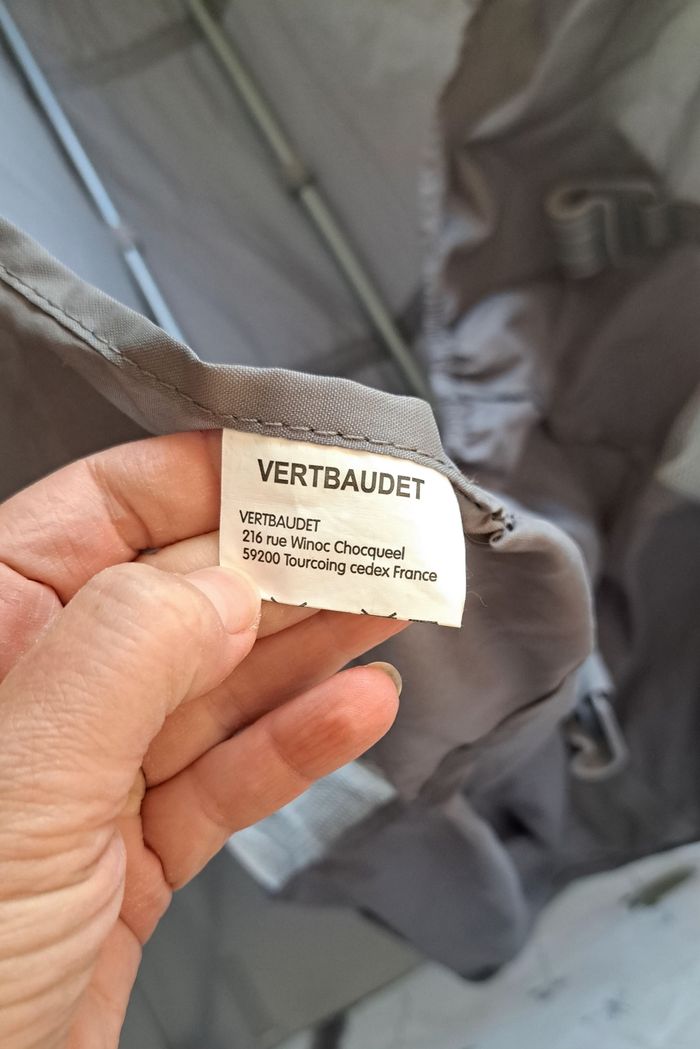 VERTBAUDET
VERTBAUDET
216 rue Winoc Chocqueel
59200 Tourcoing cedex France